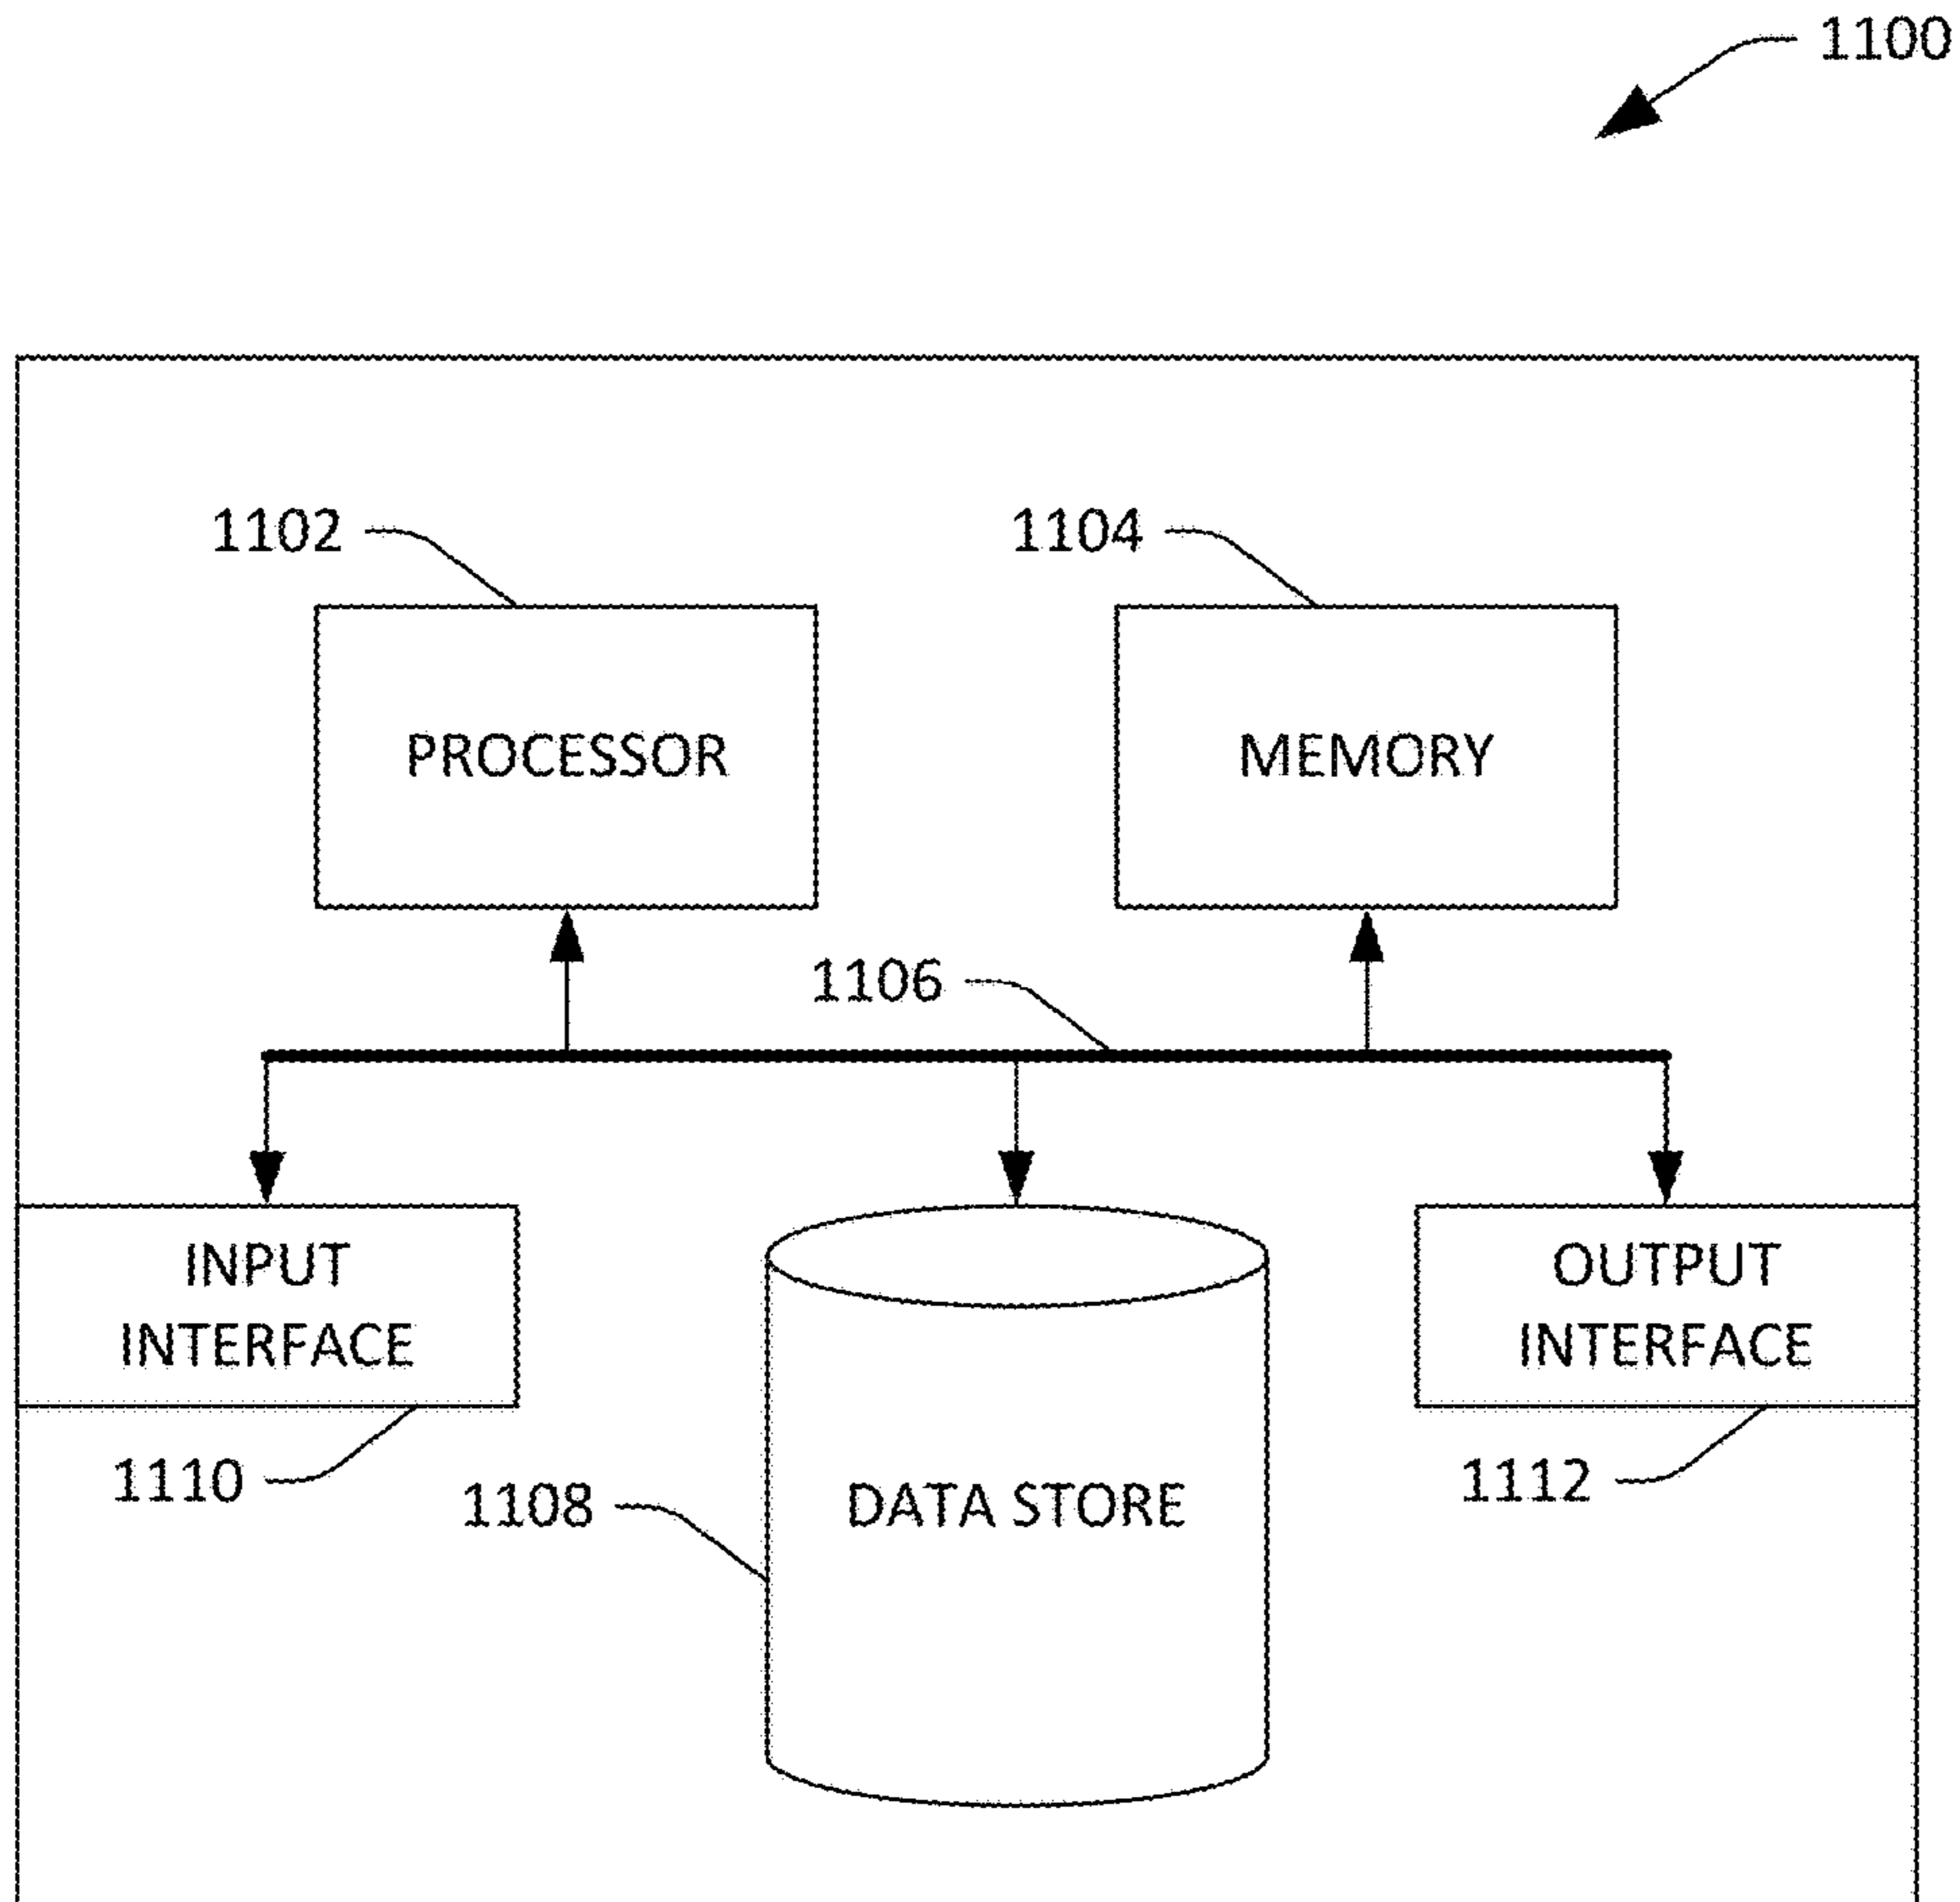 1100
1102
1104
PROCESSOR
MEMORY
1106
INPUT
INTERFACE
OUTPUT
INTERFACE
1110
1108
DATA STORE
1112